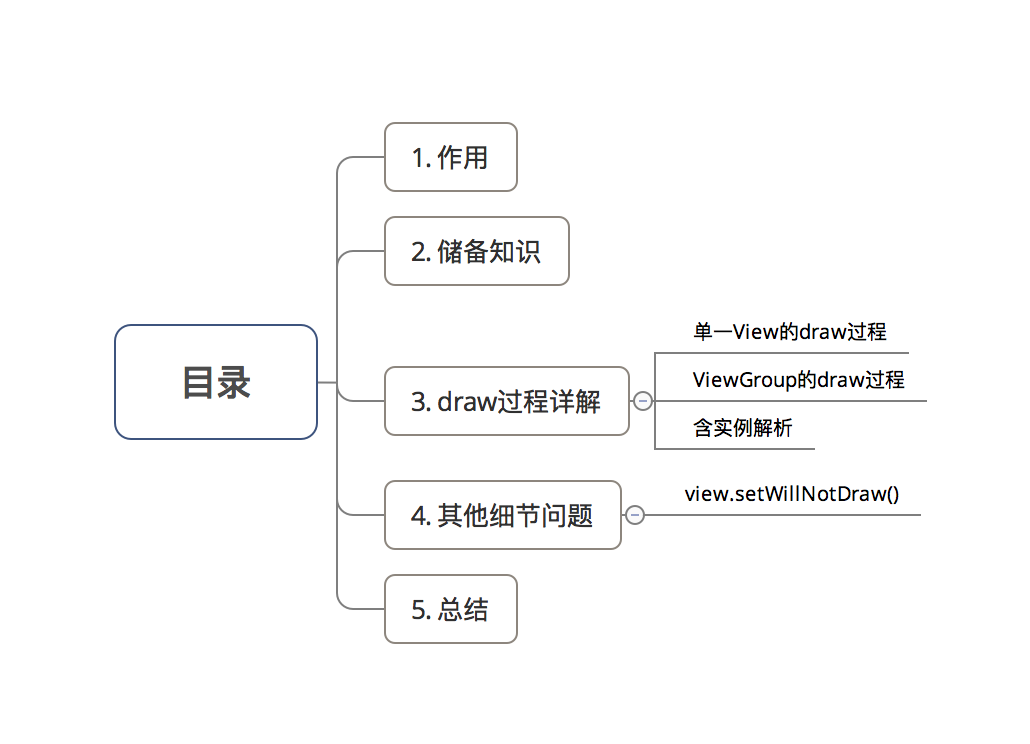 目录
1. 作用
2. 储备知识
3. draw过程详解
单一View的draw过程
ViewGroup的draw过程
含实例解析
4. 其他细节问题
view.setWillNotDraw()
5. 总结